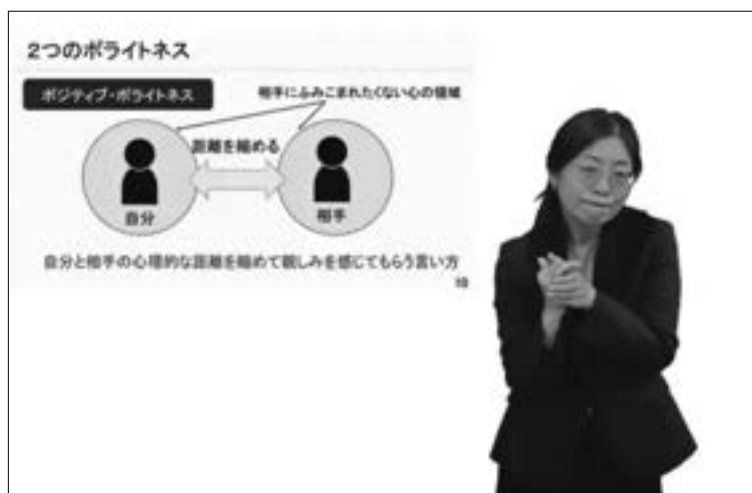 2つのポライトネス
ポジティブ・ポライトネス
相手にふみこまれたくない心の領域
距離を縮める
自分
相手
自分と相手の心理的な距離を縮めて親しみを感じてもらう言い方